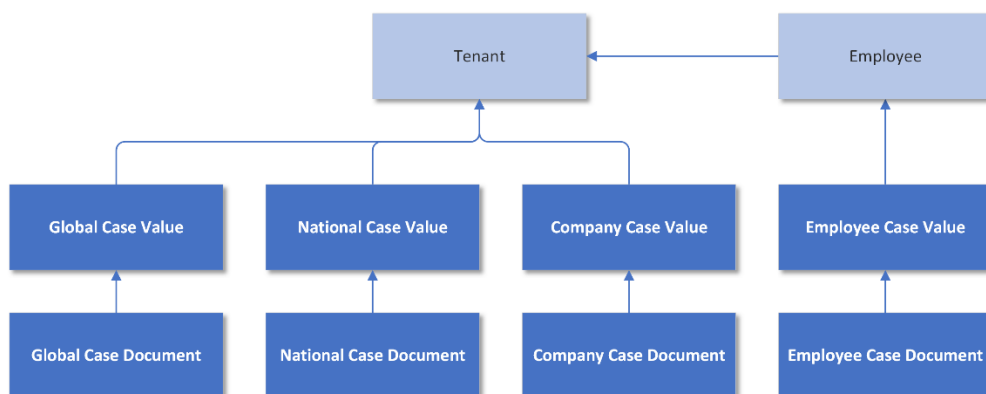 Tenant
Employee
Global Case Value
National Case Value
Company Case Value
Employee Case Value
Global Case Document
National Case Document
Company Case Document
Employee Case Document